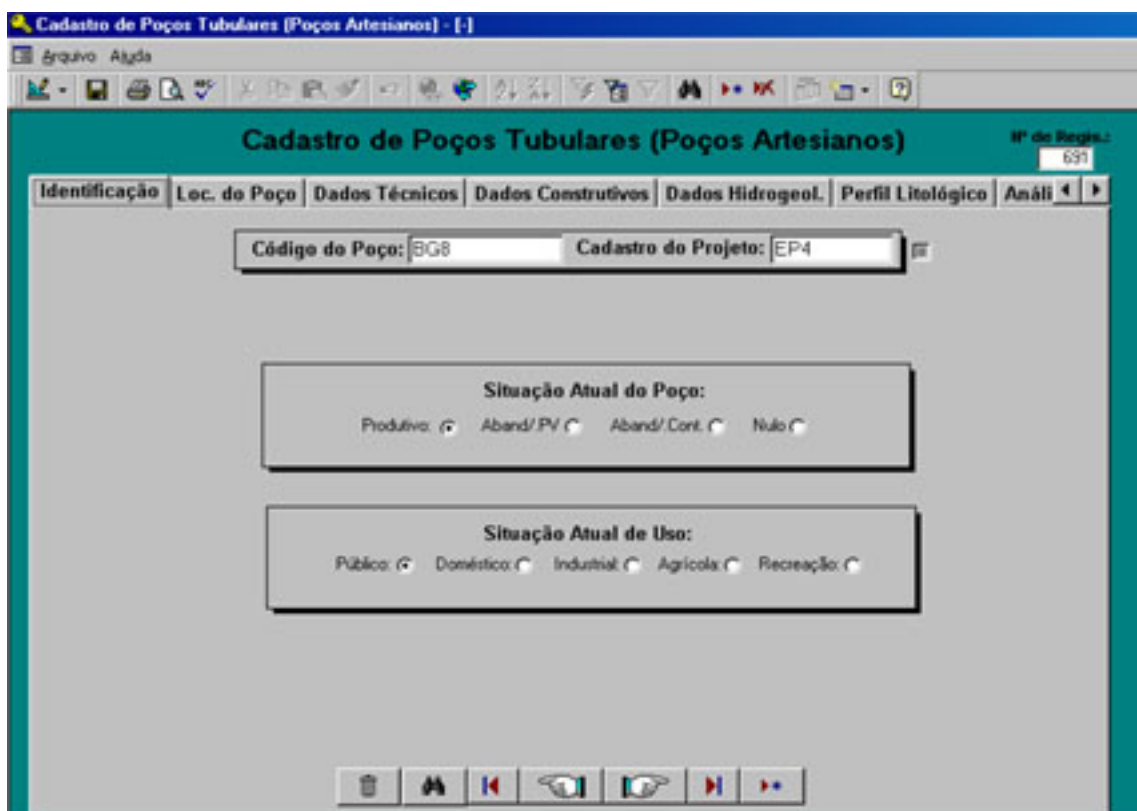 Cadastro de Poços Tubulares (Poços Artesianos) - [-]
Arquivo Ajuda
Cadastro de Poços Tubulares (Poços Artesianos)
Nº de Regis.:
691
Identificação Loc. do Poço Dados Técnicos Dados Construtivos Dados Hidrogeol. Perfil Litológico Análi
Código do Poço: BG8 Cadastro do Projeto: EP4
Situação Atual do Poço:
Produtivo: Aband/.PV Aband/.Cont. Nulo
Situação Atual de Uso:
Público: Doméstico: Industrial: Agrícola: Recreação: